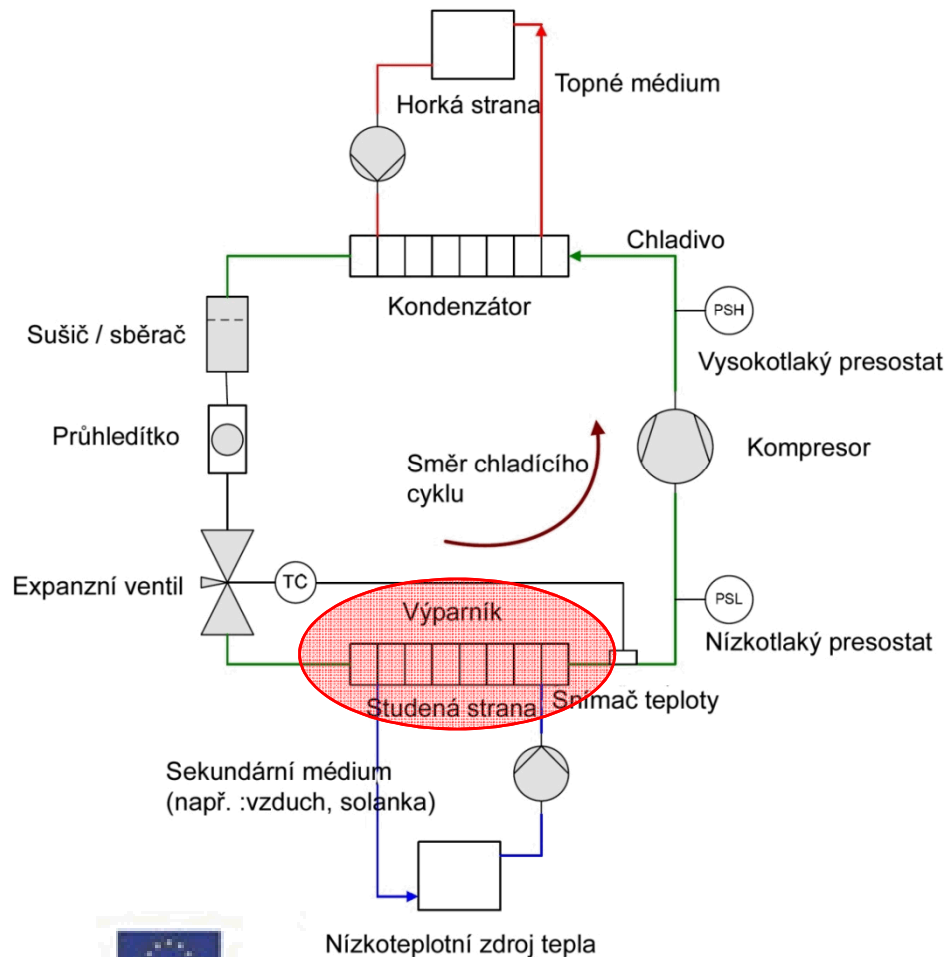 Horká strana
Topné médium
Chladivo
Kondenzátor
PSH
Vysokotlaký presostat
Sušič / sběrač
Průhledítko
Kompresor
Směr chladícího
cyklu
Expanzní ventil
TC
Výparník
PSL
Nízkotlaký presostat
Studená strana
Snímač teploty
Sekundární médium
(např. :vzduch, solanka)
Nízkoteplotní zdroj tepla